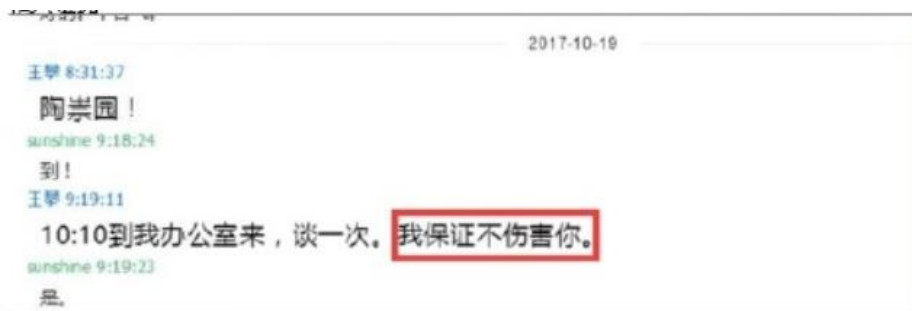 2017-10-19
王攀 8:31:37
陶崇园！
sunshine 9:18:24
到！
王攀 9:19:11
10:10到我办公室来，谈一次。我保证不伤害你。
sunshine 9:19:23
是。